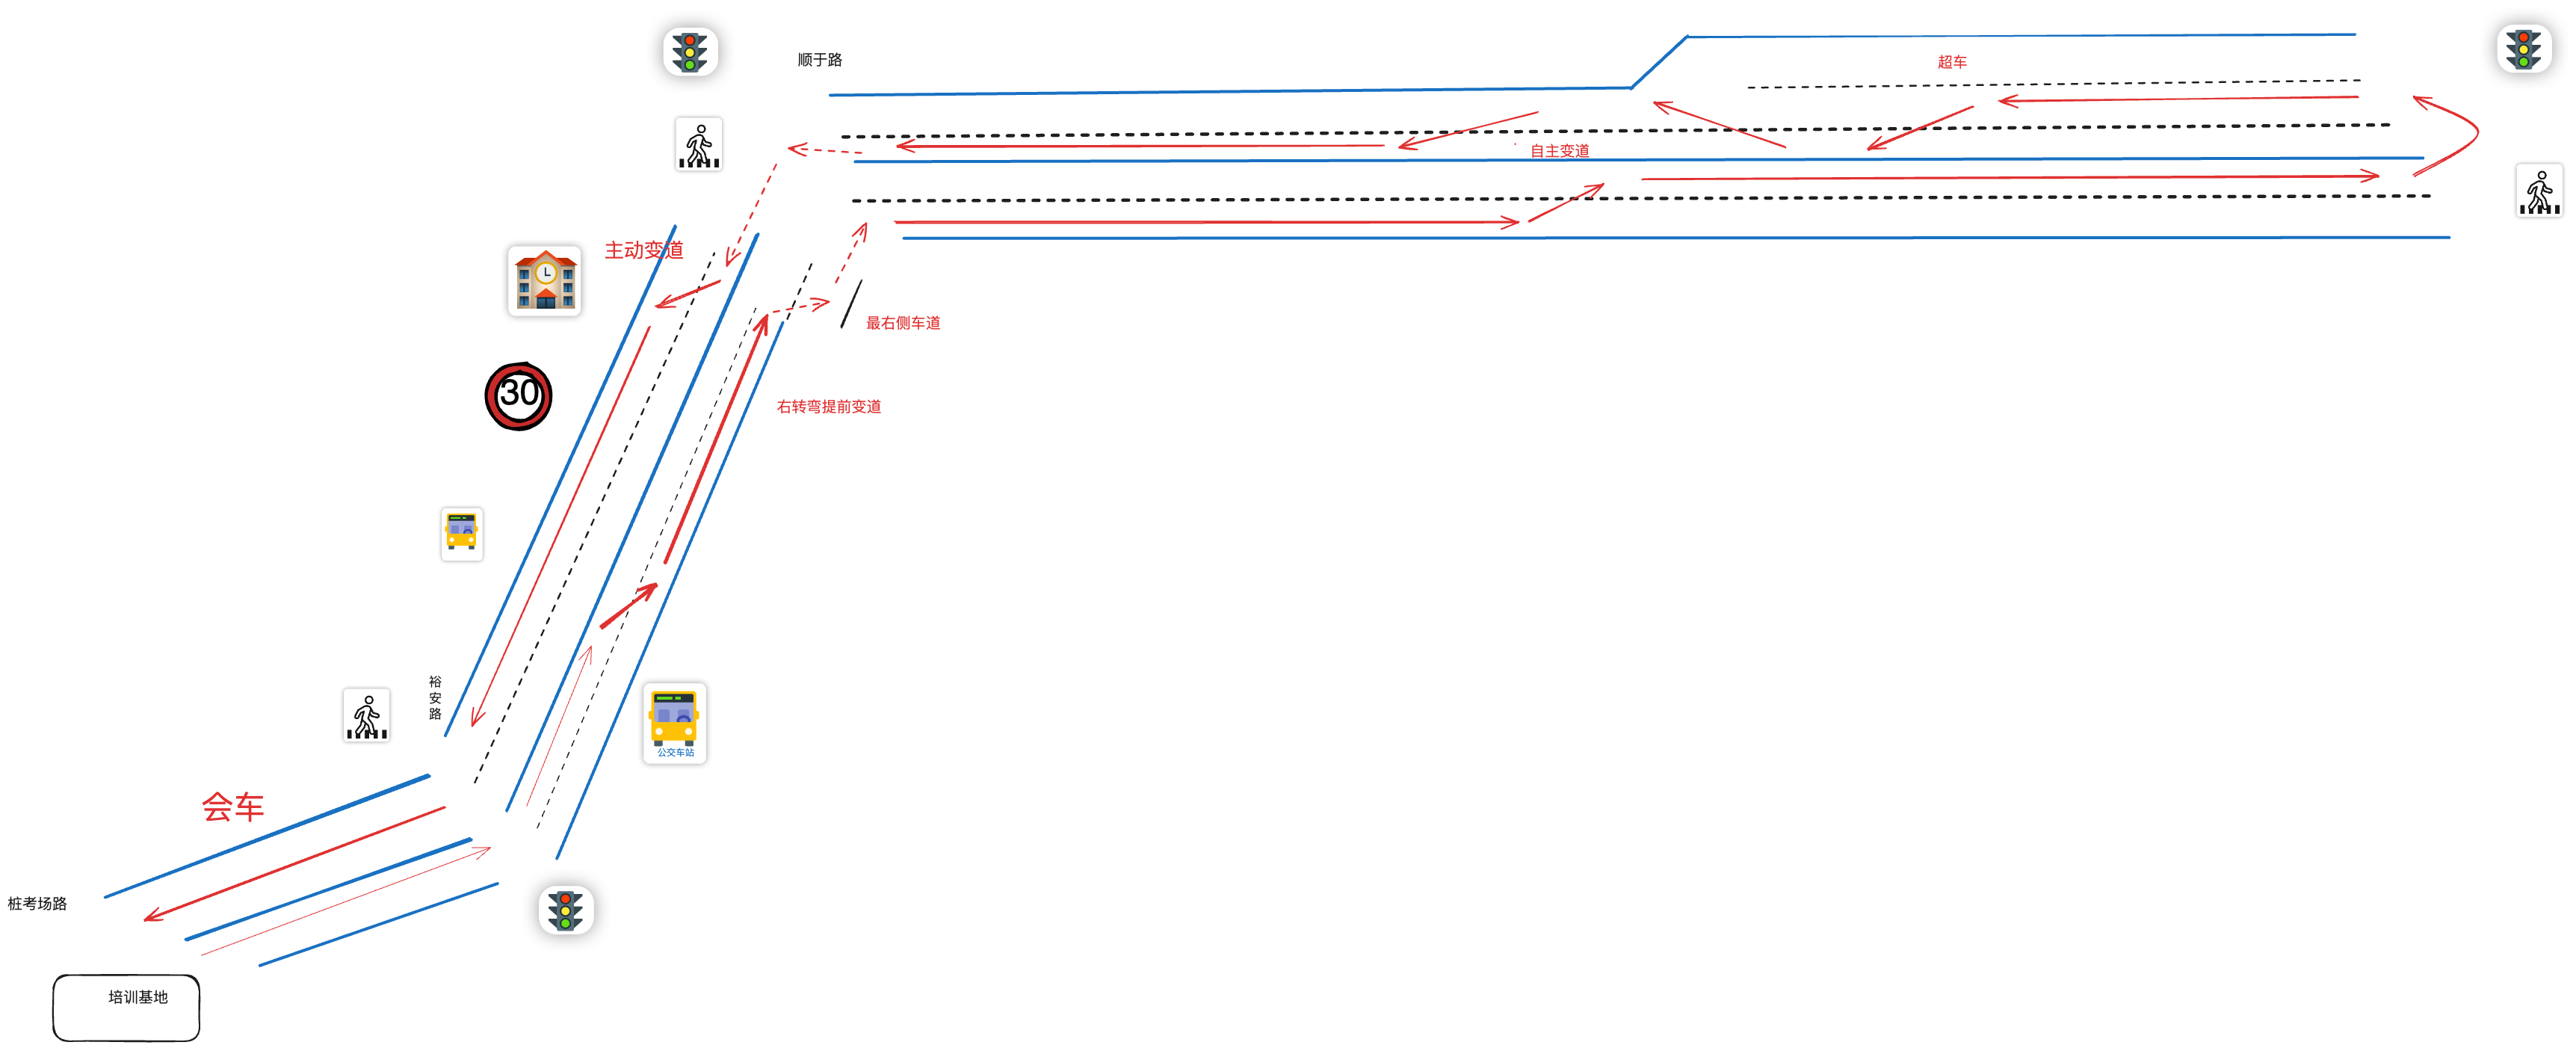 顺于路
超车
自主变道
主动变道
最右侧车道
30
右转弯提前变道
裕
安
路
公交车站
会车
桩考场路
培训基地